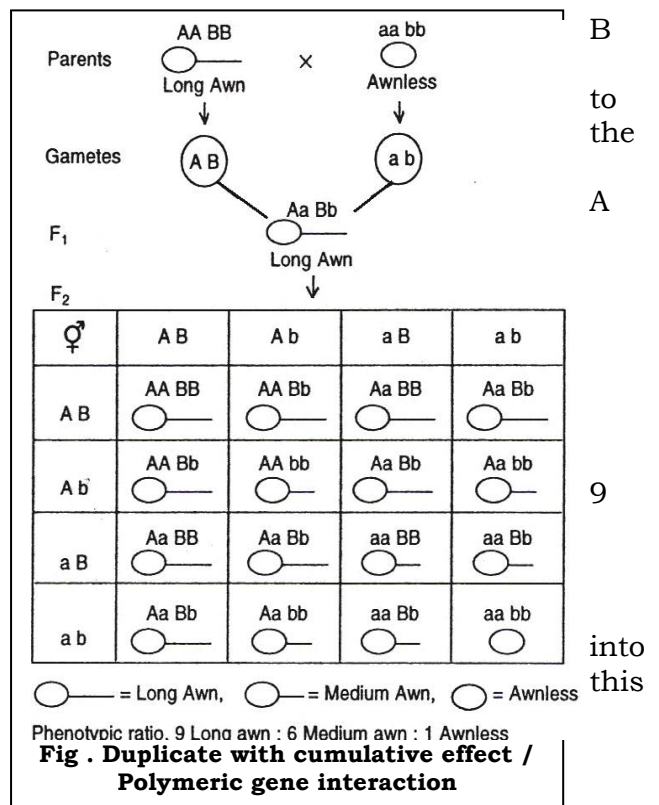 AA BB aa bb B
Parents ×
Long Awn Awnless
to
the
Gametes A B a b
A
Aa Bb
F₁
Long Awn
F₂
⚥ A B A b a B a b
AA BB AA Bb Aa BB Aa Bb
A B
AA Bb AA bb Aa Bb Aa bb
A b 9
Aa BB Aa Bb aa BB aa Bb
a B
Aa Bb Aa bb aa Bb aa bb
a b into
this
= Long Awn, = Medium Awn, = Awnless
Phenotypic ratio, 9 Long awn : 6 Medium awn : 1 Awnless
Fig . Duplicate with cumulative effect /
Polymeric gene interaction